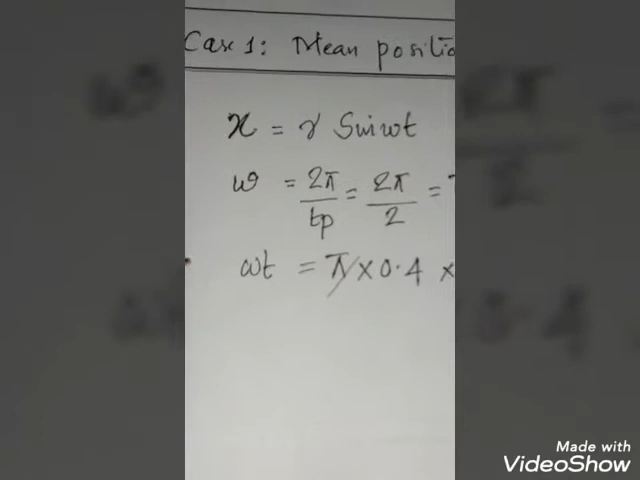 Case 1: Mean positio
x = r Sin ωt
ω = 2π/tp = 2π/2 =
ωt = π × 0.4 ×
Made with
VideoShow